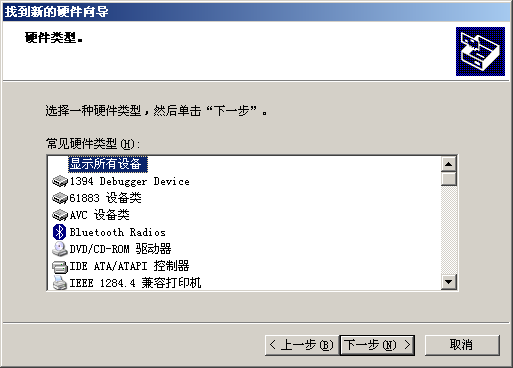 找到新的硬件向导
硬件类型。
选择一种硬件类型，然后单击“下一步”。
常见硬件类型(H):
显示所有设备
1394 Debugger Device
61883 设备类
AVC 设备类
Bluetooth Radios
DVD/CD-ROM 驱动器
IDE ATA/ATAPI 控制器
IEEE 1284.4 兼容打印机
< 上一步(B) 下一步(N) > 取消